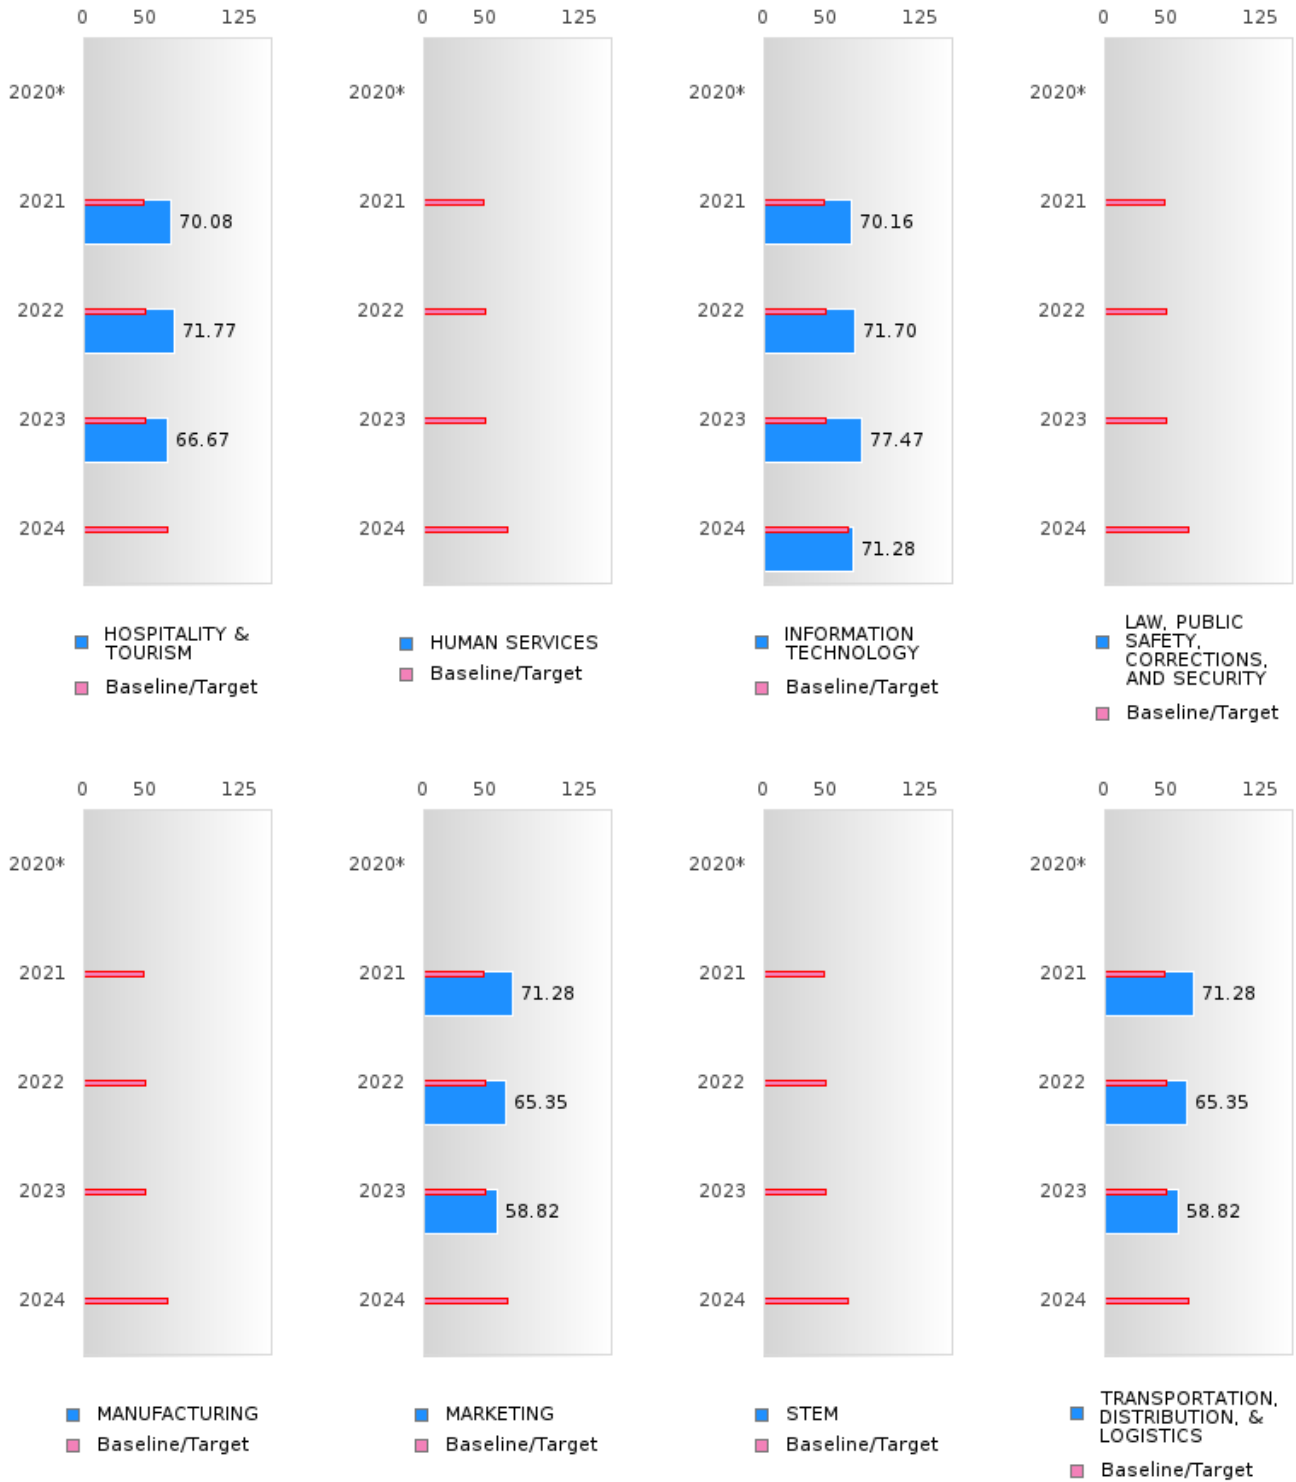 0 50 125
2020*
2021 70.08
2022 71.77
2023 66.67
2024
HOSPITALITY &
TOURISM
Baseline/Target
0 50 125
2020*
2021
2022
2023
2024
HUMAN SERVICES
Baseline/Target
0 50 125
2020*
2021 70.16
2022 71.70
2023 77.47
2024 71.28
INFORMATION
TECHNOLOGY
Baseline/Target
0 50 125
2020*
2021
2022
2023
2024
LAW, PUBLIC
SAFETY,
CORRECTIONS,
AND SECURITY
Baseline/Target
0 50 125
2020*
2021
2022
2023
2024
MANUFACTURING
Baseline/Target
0 50 125
2020*
2021 71.28
2022 65.35
2023 58.82
2024
MARKETING
Baseline/Target
0 50 125
2020*
2021
2022
2023
2024
STEM
Baseline/Target
0 50 125
2020*
2021 71.28
2022 65.35
2023 58.82
2024
TRANSPORTATION,
DISTRIBUTION, &
LOGISTICS
Baseline/Target